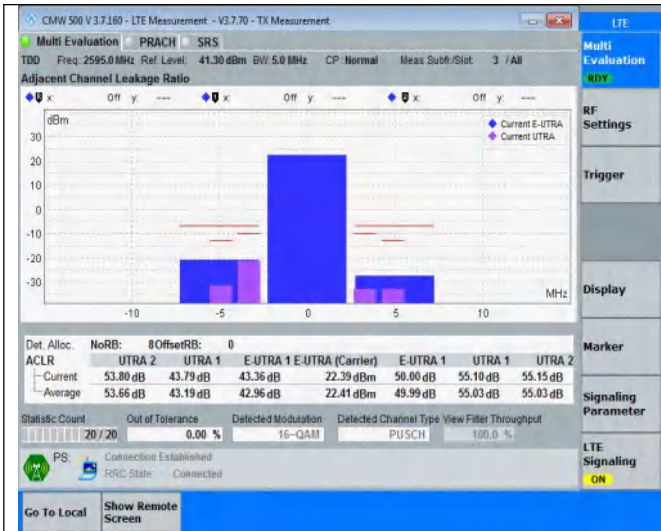 CMW 500 V 3.7.160 - LTE Measurement - V3.7.70 - TX Measurement
LTE
Multi Evaluation PRACH SRS
Multi Evaluation
RDY
TDD Freq: 2595.0 MHz Ref. Level: 41.30 dBm BW: 5.0 MHz CP: Normal Meas Subfr./Slot: 3 / All
Adjacent Channel Leakage Ratio
x: Off y: --- x: Off y: --- x: Off y: ---
dBm
Current E-UTRA
Current UTRA
30
20
10
0
-10
-20
-30
MHz
-10 -5 0 5 10
RF Settings
Trigger
Display
Marker
Signaling Parameter
LTE Signaling
ON
Det. Alloc. NoRB: 8 OffsetRB: 0
ACLR UTRA 2 UTRA 1 E-UTRA 1 E-UTRA (Carrier) E-UTRA 1 UTRA 1 UTRA 2
Current 53.80 dB 43.79 dB 43.36 dB 22.39 dBm 50.00 dB 55.10 dB 55.15 dB
Average 53.66 dB 43.19 dB 42.96 dB 22.41 dBm 49.99 dB 55.03 dB 55.03 dB
Statistic Count Out of Tolerance Detected Modulation Detected Channel Type View Filter Throughput
20 / 20 0.00 % 16-QAM PUSCH 100.0 %
PS: Connection Established
RRC State: Connected
Go To Local
Show Remote Screen